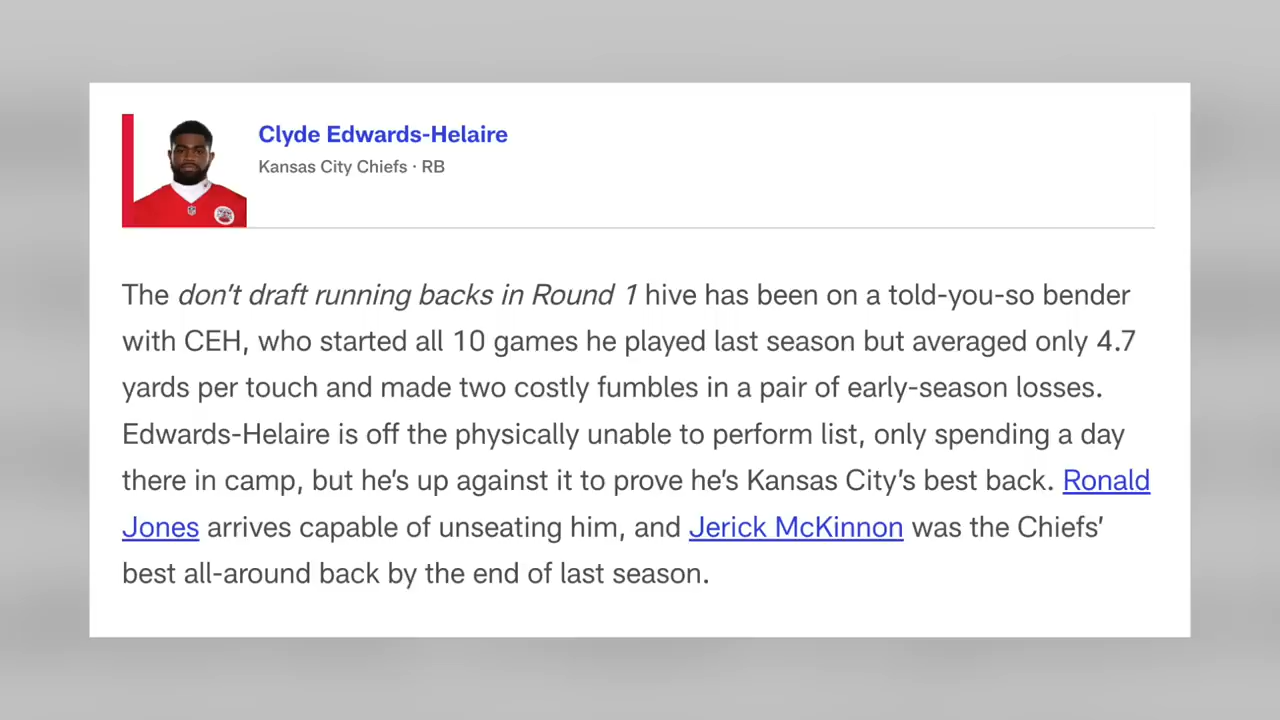 Clyde Edwards-Helaire
Kansas City Chiefs · RB
The don’t draft running backs in Round 1 hive has been on a told-you-so bender
with CEH, who started all 10 games he played last season but averaged only 4.7
yards per touch and made two costly fumbles in a pair of early-season losses.
Edwards-Helaire is off the physically unable to perform list, only spending a day
there in camp, but he’s up against it to prove he’s Kansas City’s best back. Ronald
Jones arrives capable of unseating him, and Jerick McKinnon was the Chiefs’
best all-around back by the end of last season.